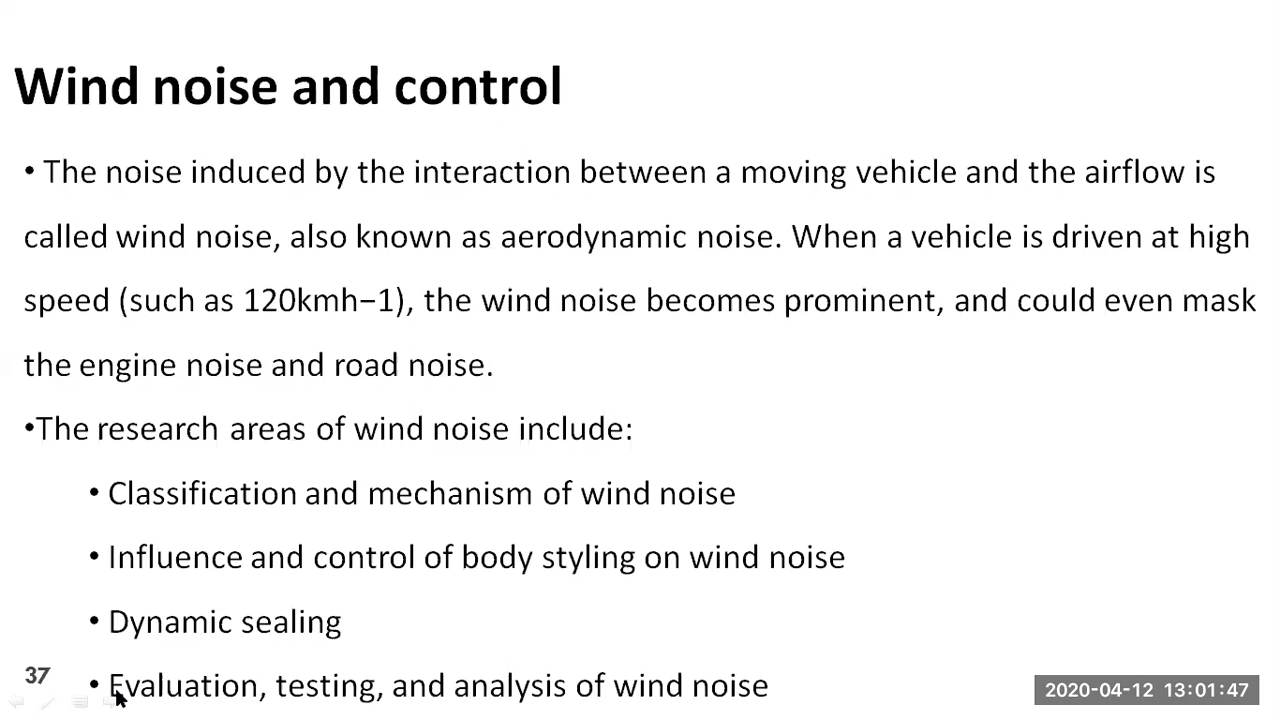 Wind noise and control
• The noise induced by the interaction between a moving vehicle and the airflow is
called wind noise, also known as aerodynamic noise. When a vehicle is driven at high
speed (such as 120kmh−1), the wind noise becomes prominent, and could even mask
the engine noise and road noise.
•The research areas of wind noise include:
• Classification and mechanism of wind noise
• Influence and control of body styling on wind noise
• Dynamic sealing
• Evaluation, testing, and analysis of wind noise
37
2020-04-12 13:01:47